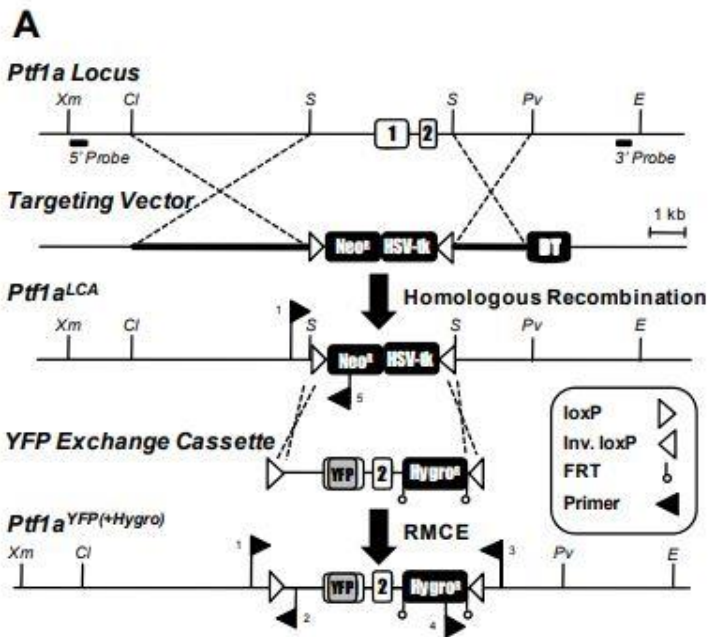 A
Ptf1a Locus
Xm Cl S S Pv E
1 2
5' Probe 3' Probe
Targeting Vector
1 kb
Neoᴿ HSV-tk DT
Ptf1aLCA
Homologous Recombination
1
Xm Cl S S Pv E
Neoᴿ HSV-tk
5
loxP
YFP Exchange Cassette
Inv. loxP
YFP 2 Hygroᴿ
FRT
Primer
Ptf1aYFP(+Hygro)
RMCE
Xm Cl 1 3 Pv E
YFP 2 Hygroᴿ
2 4